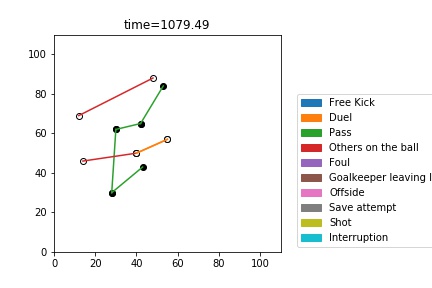 time=1079.49
100
80
60
40
20
0
0 20 40 60 80 100
Free Kick
Duel
Pass
Others on the ball
Foul
Goalkeeper leaving l
Offside
Save attempt
Shot
Interruption